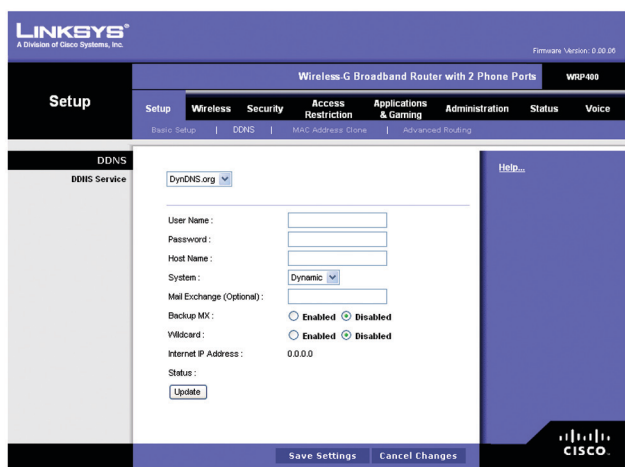 LINKSYS®
A Division of Cisco Systems, Inc.
Firmware Version: 0.00.06
Wireless-G Broadband Router with 2 Phone Ports WRP400
Setup
Setup Wireless Security Access Restriction Applications & Gaming Administration Status Voice
Basic Setup | DDNS | MAC Address Clone | Advanced Routing
DDNS
DDNS Service
DynDNS.org
Help...
User Name :
Password :
Host Name :
System : Dynamic
Mail Exchange (Optional) :
Backup MX : Enabled Disabled
Wildcard : Enabled Disabled
Internet IP Address : 0.0.0.0
Status :
Update
Save Settings Cancel Changes
CISCO